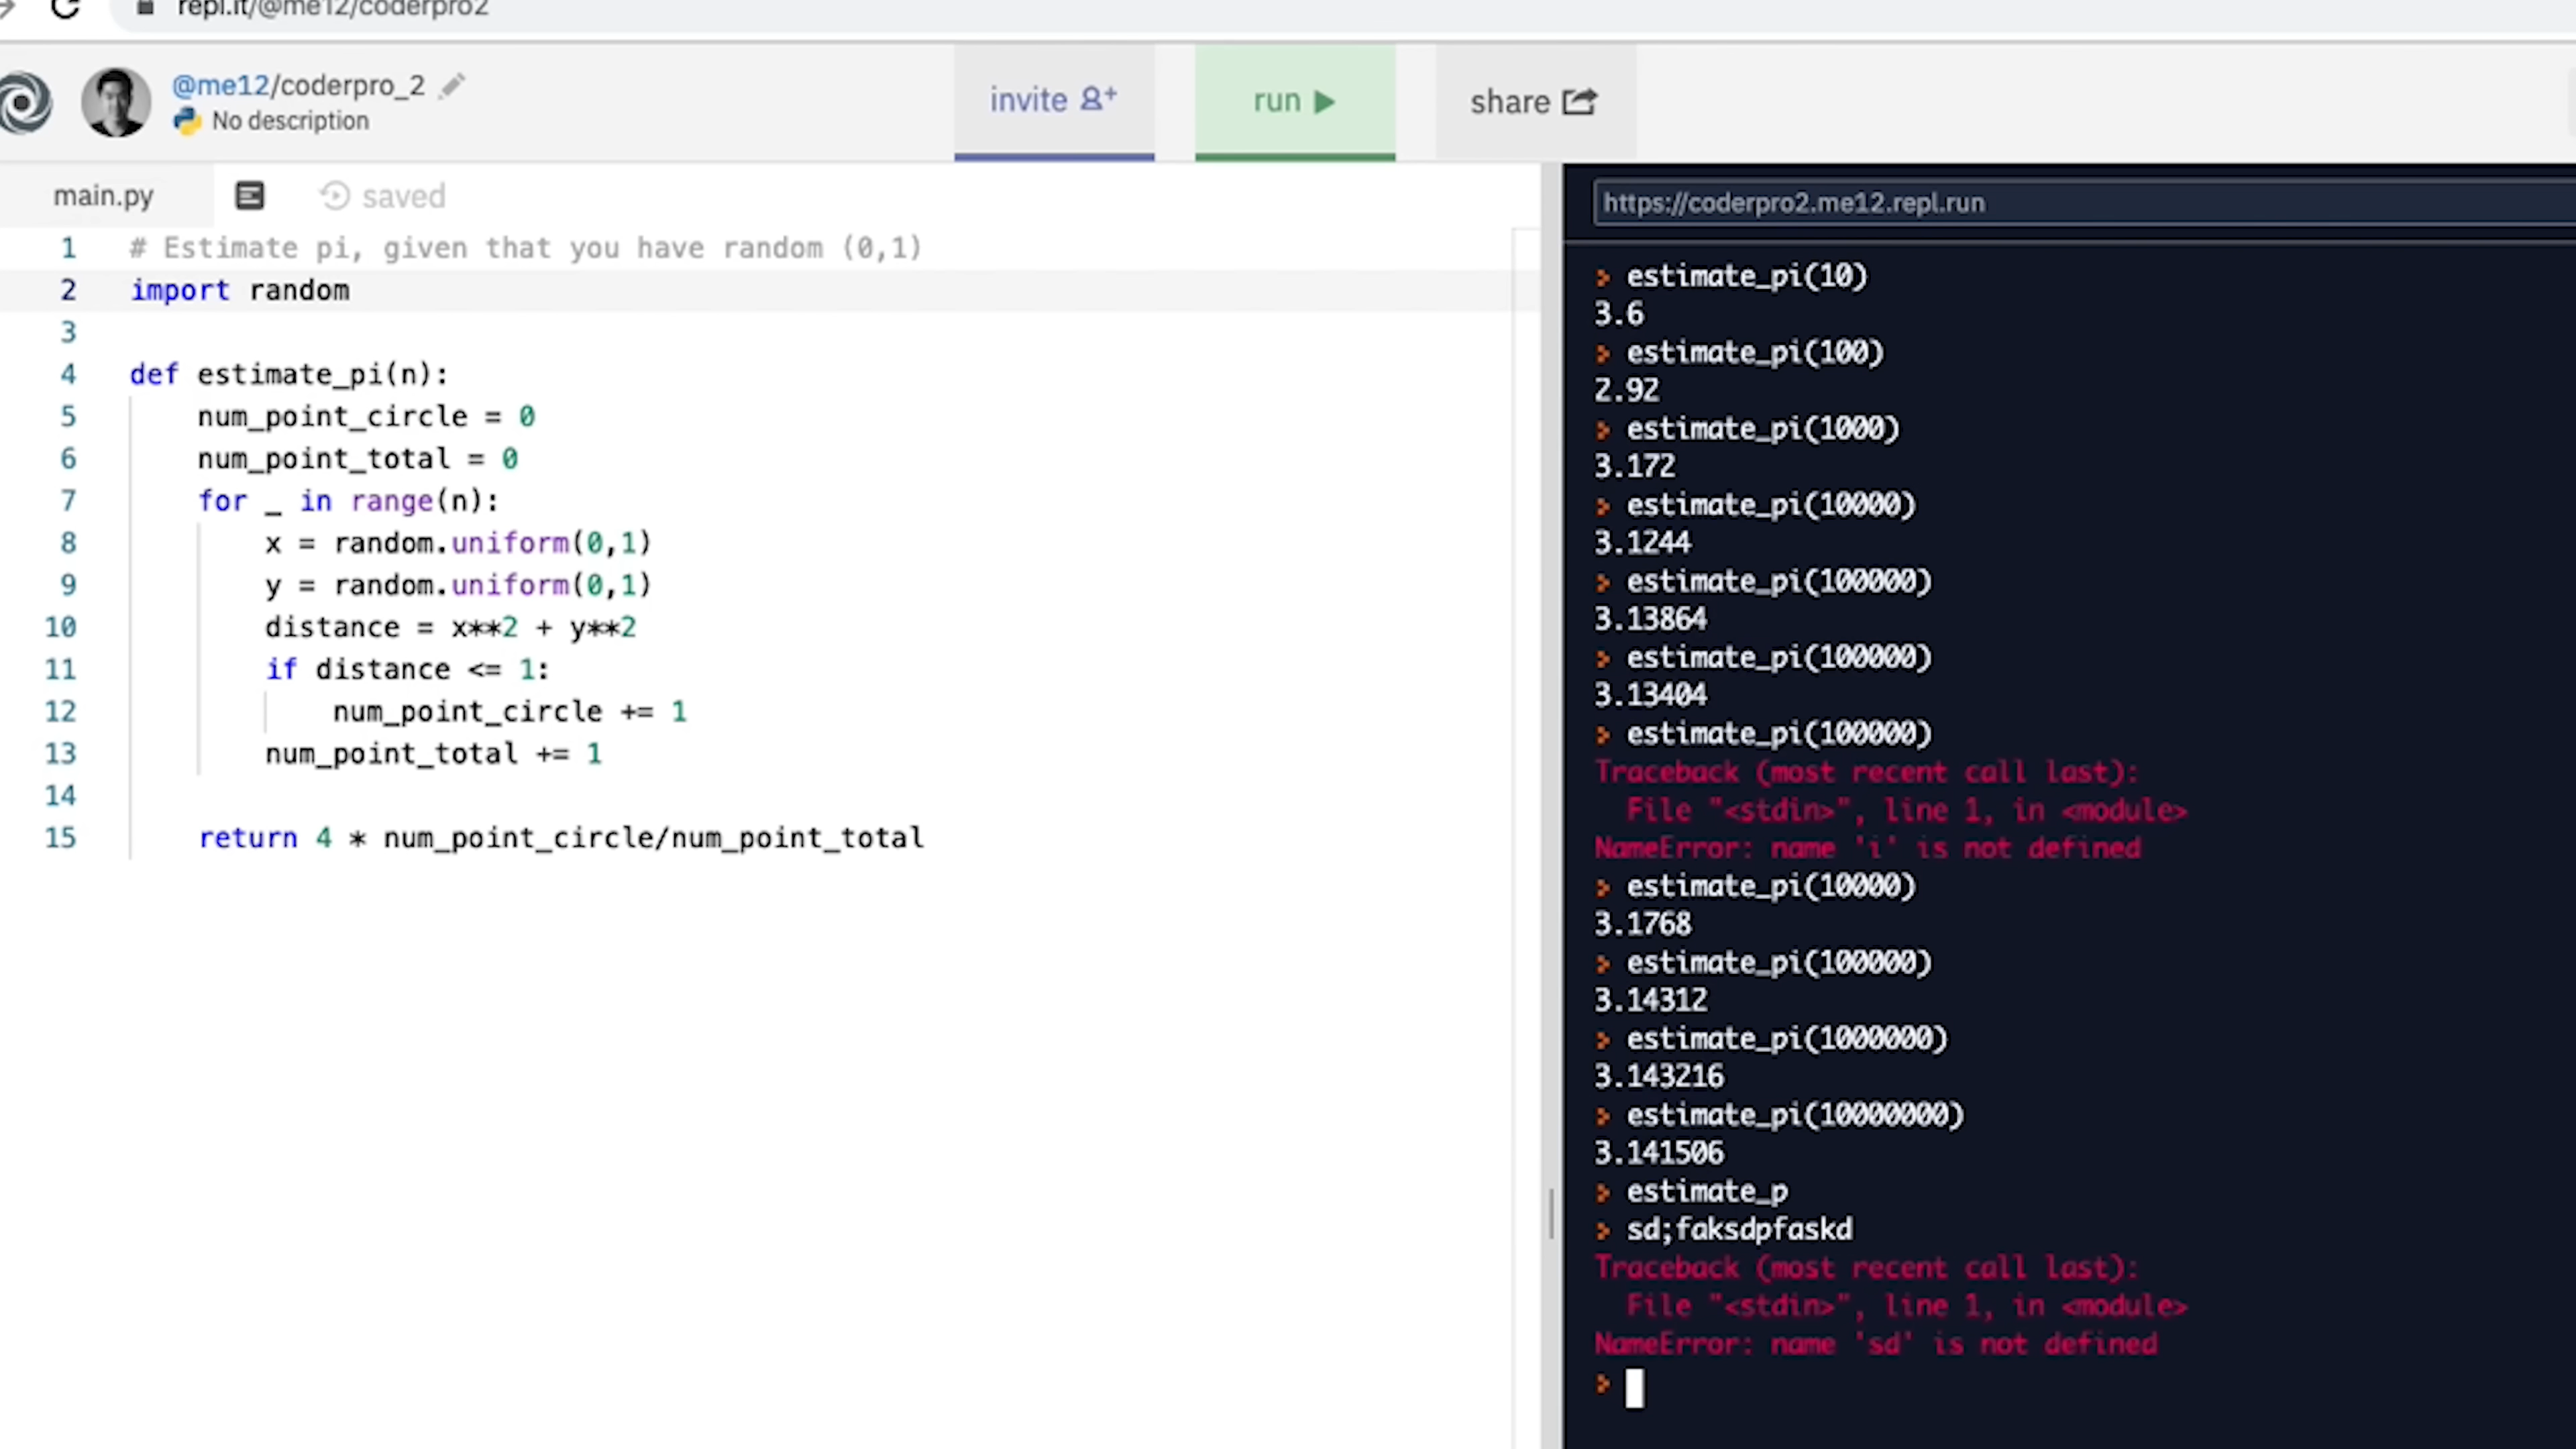 repl.it/@me12/coderpro2
@me12/coderpro_2
No description
invite
run
share
main.py
saved
1 # Estimate pi, given that you have random (0,1)
2 import random
3
4 def estimate_pi(n):
5 num_point_circle = 0
6 num_point_total = 0
7 for _ in range(n):
8 x = random.uniform(0,1)
9 y = random.uniform(0,1)
10 distance = x**2 + y**2
11 if distance <= 1:
12 num_point_circle += 1
13 num_point_total += 1
14
15 return 4 * num_point_circle/num_point_total
https://coderpro2.me12.repl.run
> estimate_pi(10)
3.6
> estimate_pi(100)
2.92
> estimate_pi(1000)
3.172
> estimate_pi(10000)
3.1244
> estimate_pi(100000)
3.13864
> estimate_pi(100000)
3.13404
> estimate_pi(100000)
Traceback (most recent call last):
File "<stdin>", line 1, in <module>
NameError: name 'i' is not defined
> estimate_pi(10000)
3.1768
> estimate_pi(100000)
3.14312
> estimate_pi(1000000)
3.143216
> estimate_pi(10000000)
3.141506
> estimate_p
> sd;faksdpfaskd
Traceback (most recent call last):
File "<stdin>", line 1, in <module>
NameError: name 'sd' is not defined
>